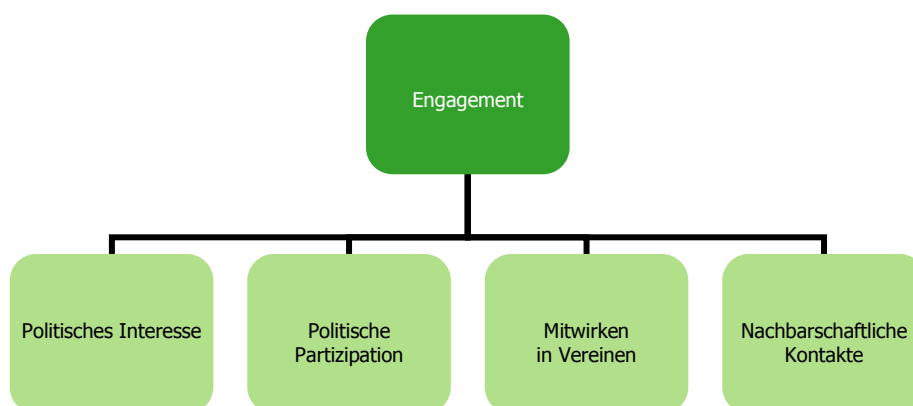 Engagement
Politisches Interesse
Politische
Partizipation
Mitwirken
in Vereinen
Nachbarschaftliche
Kontakte